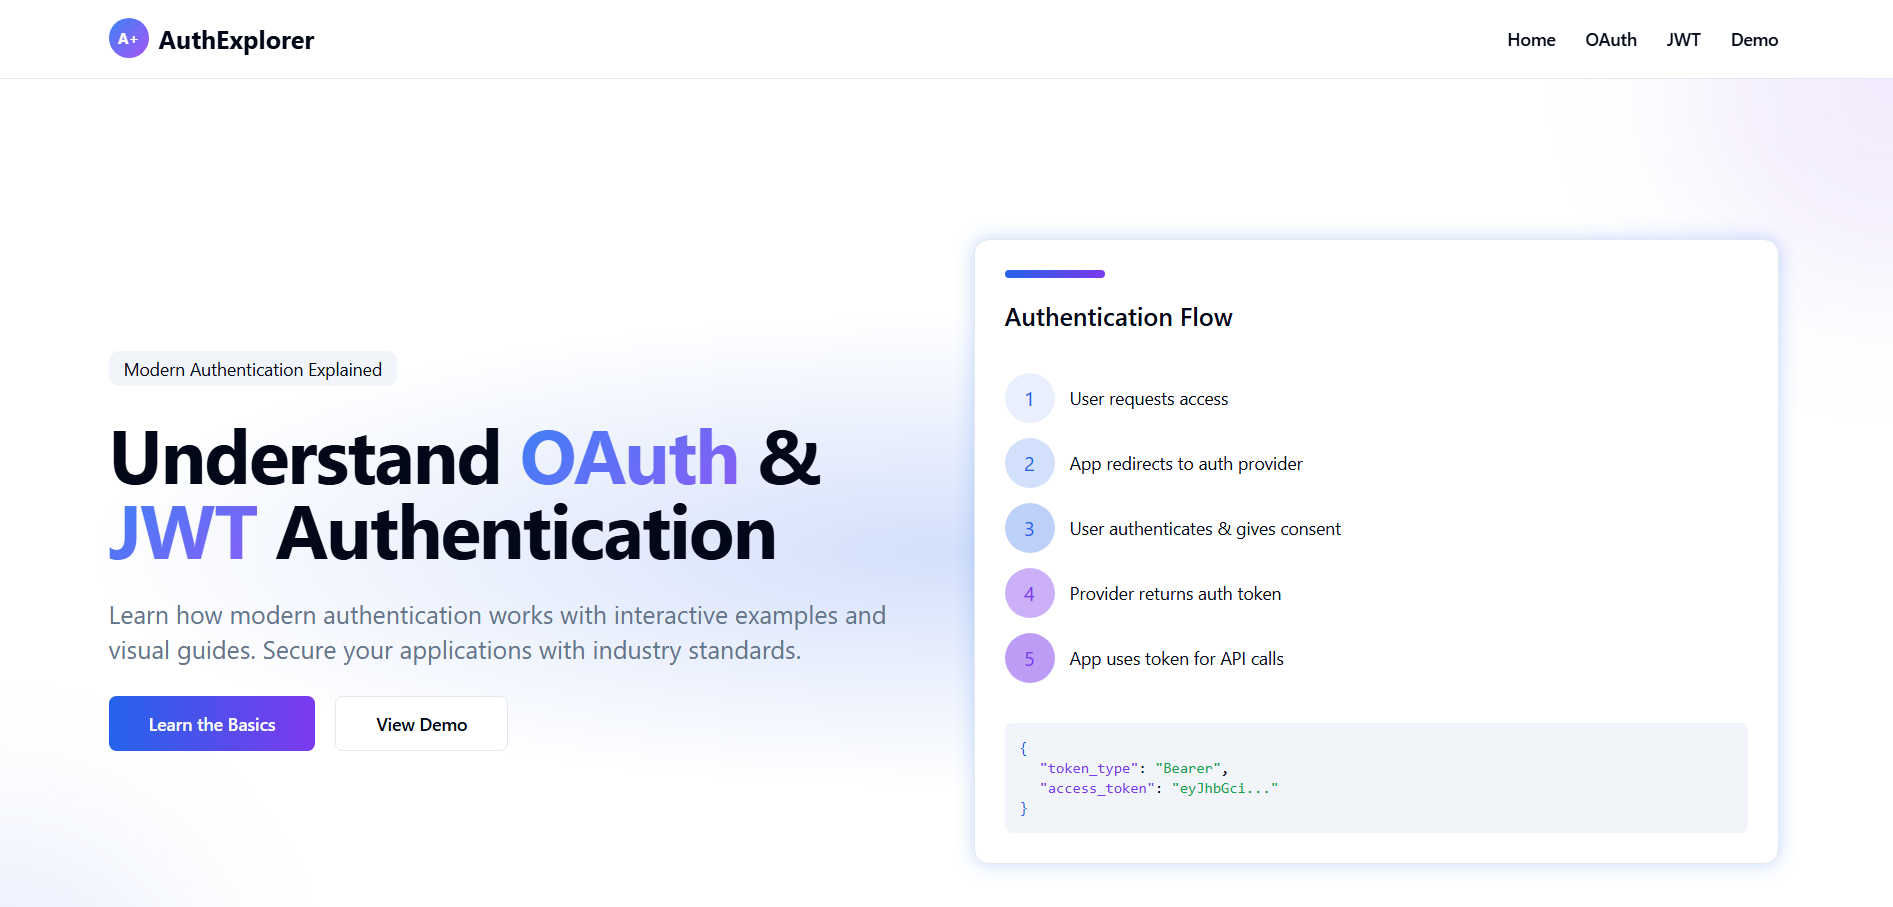 A+ AuthExplorer
Home OAuth JWT Demo
Modern Authentication Explained
Understand OAuth &
JWT Authentication
Learn how modern authentication works with interactive examples and
visual guides. Secure your applications with industry standards.
Learn the Basics
View Demo
Authentication Flow
1 User requests access
2 App redirects to auth provider
3 User authenticates & gives consent
4 Provider returns auth token
5 App uses token for API calls
{
"token_type": "Bearer",
"access_token": "eyJhbGci..."
}